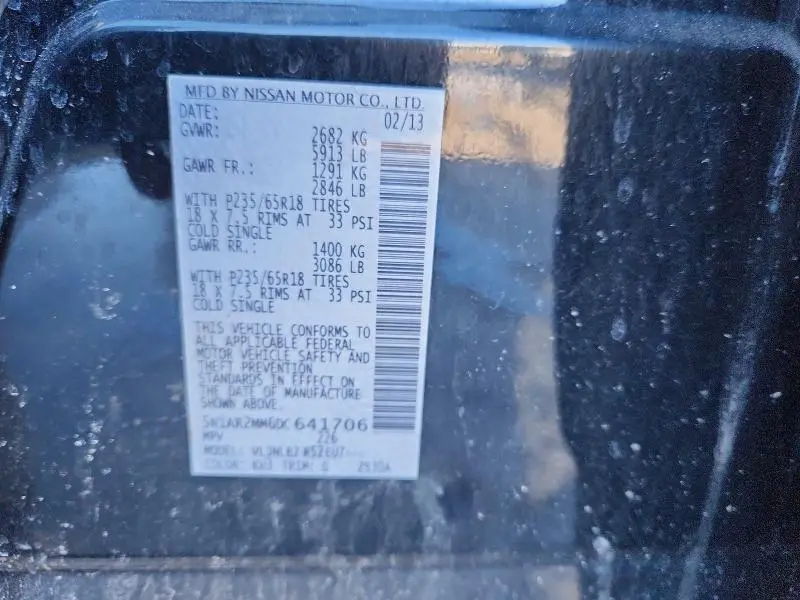 MFD BY NISSAN MOTOR CO., LTD.
DATE: 02/13
GVWR: 2682 KG
5913 LB
GAWR FR.: 1291 KG
2846 LB
WITH P235/65R18 TIRES
18 X 7.5 RIMS AT 33 PSI
COLD SINGLE
GAWR RR.: 1400 KG
3086 LB
WITH P235/65R18 TIRES
18 X 7.5 RIMS AT 33 PSI
COLD SINGLE
THIS VEHICLE CONFORMS TO
ALL APPLICABLE FEDERAL
MOTOR VEHICLE SAFETY AND
THEFT PREVENTION
STANDARDS IN EFFECT ON
THE DATE OF MANUFACTURE
SHOWN ABOVE.
641706
MPV 226
MODEL:
COLOR: TRIM: G